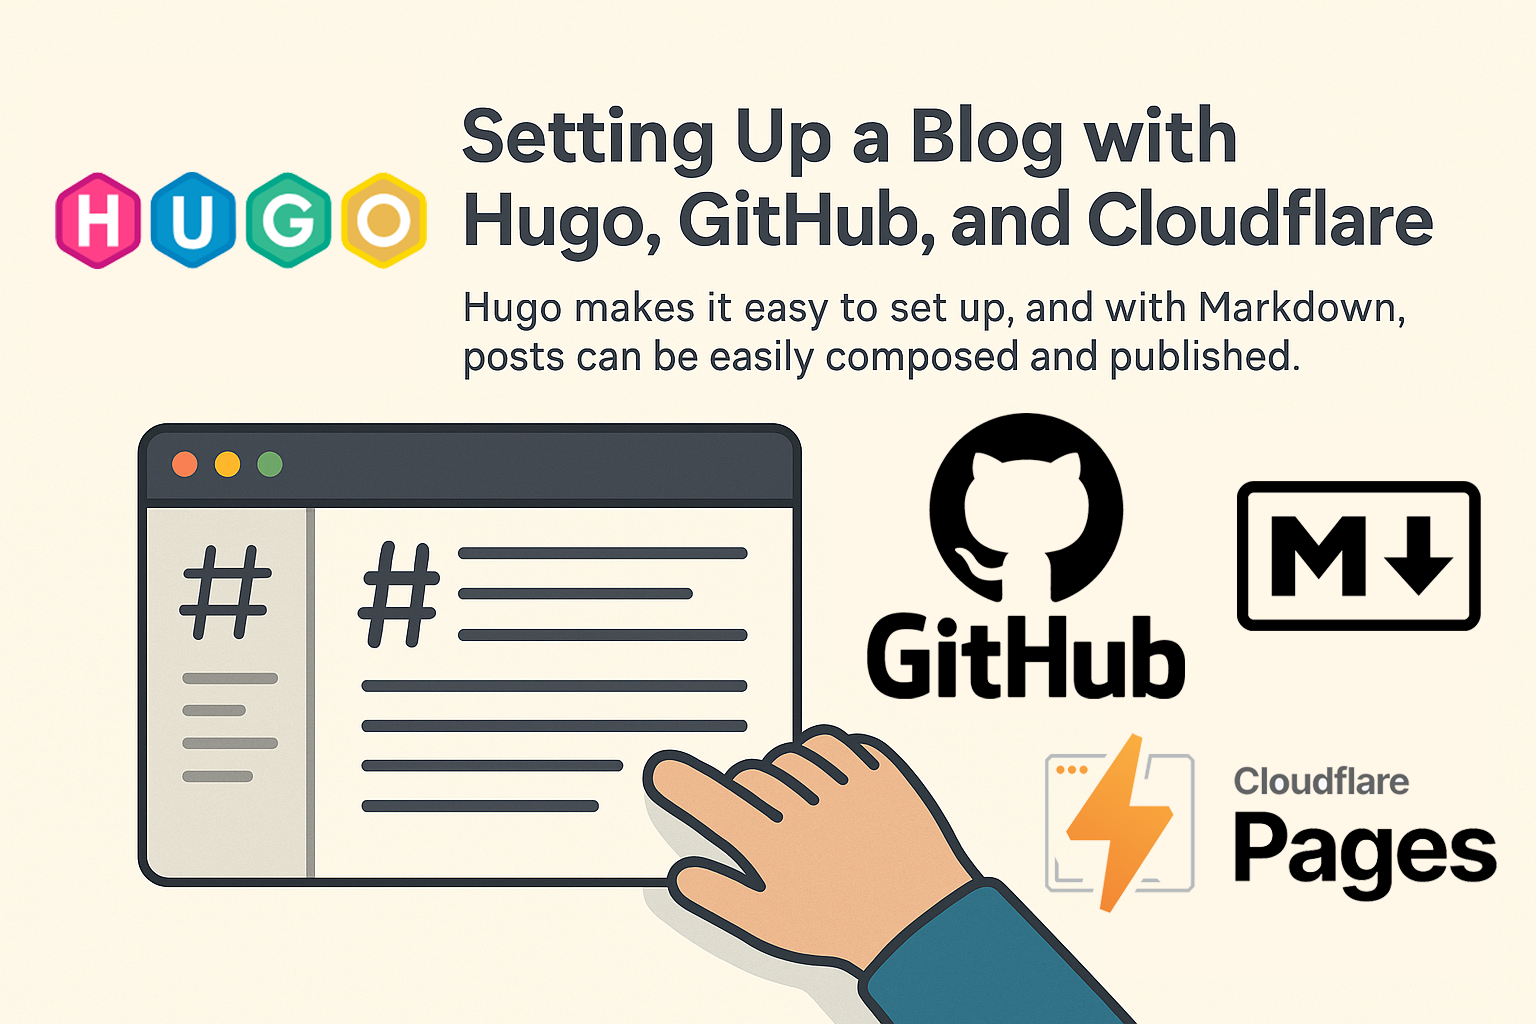 Setting Up a Blog with
Hugo, GitHub, and Cloudflare
HUGO
Hugo makes it easy to set up, and with Markdown,
posts can be easily composed and published.
# #
GitHub
M
Cloudflare
Pages